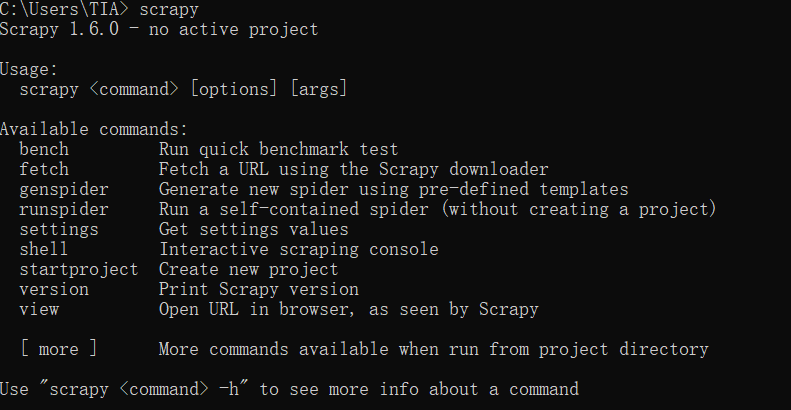 C:\Users\TIA> scrapy
Scrapy 1.6.0 - no active project
Usage:
  scrapy <command> [options] [args]
Available commands:
  bench         Run quick benchmark test
  fetch         Fetch a URL using the Scrapy downloader
  genspider     Generate new spider using pre-defined templates
  runspider     Run a self-contained spider (without creating a project)
  settings      Get settings values
  shell         Interactive scraping console
  startproject  Create new project
  version       Print Scrapy version
  view          Open URL in browser, as seen by Scrapy
  [ more ]      More commands available when run from project directory
Use "scrapy <command> -h" to see more info about a command